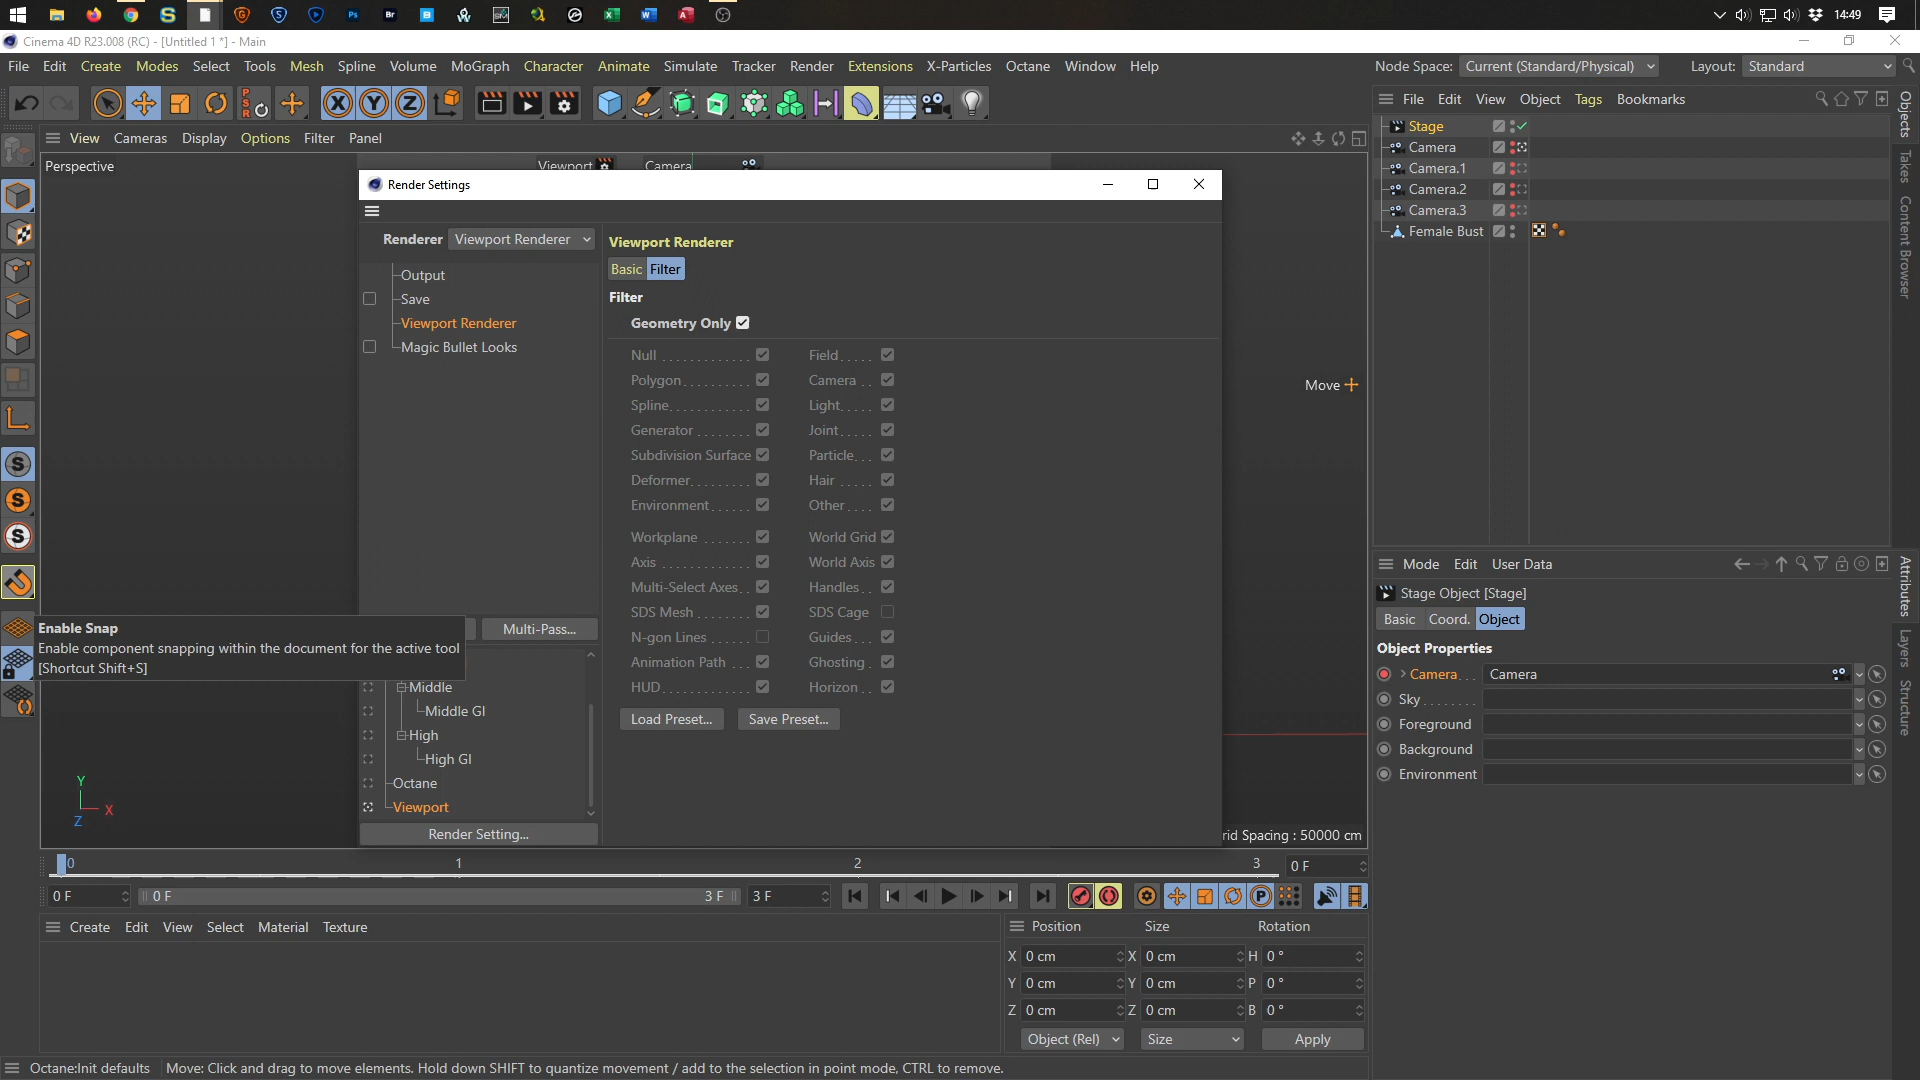 14:49
Cinema 4D R23.008 (RC) - [Untitled 1 *] - Main
File Edit Create Modes Select Tools Mesh Spline Volume MoGraph Character Animate Simulate Tracker Render Extensions X-Particles Octane Window Help
Node Space: Current (Standard/Physical) Layout: Standard
File Edit View Object Tags Bookmarks
View Cameras Display Options Filter Panel
Perspective
Viewport Camera
Render Settings
Renderer Viewport Renderer
Output
Save
Viewport Renderer
Magic Bullet Looks
Multi-Pass...
Middle
Middle GI
High
High GI
Octane
Viewport
Render Setting...
Viewport Renderer
Basic Filter
Filter
Geometry Only
Null Field
Polygon Camera
Spline Light
Generator Joint
Subdivision Surface Particle
Deformer Hair
Environment Other
Workplane World Grid
Axis World Axis
Multi-Select Axes Handles
SDS Mesh SDS Cage
N-gon Lines Guides
Animation Path Ghosting
HUD Horizon
Load Preset... Save Preset...
Enable Snap
Enable component snapping within the document for the active tool
[Shortcut Shift+S]
Move
rid Spacing : 50000 cm
Y
X
Z
Stage
Camera
Camera.1
Camera.2
Camera.3
Female Bust
Objects
Takes
Content Browser
Mode Edit User Data
Stage Object [Stage]
Basic Coord. Object
Object Properties
Camera Camera
Sky
Foreground
Background
Environment
Attributes
Layers
Structure
0 1 2 3 0 F
0 F 0 F 3 F 3 F
Create Edit View Select Material Texture
Position Size Rotation
X 0 cm X 0 cm H 0 °
Y 0 cm Y 0 cm P 0 °
Z 0 cm Z 0 cm B 0 °
Object (Rel) Size Apply
Octane:Init defaults Move: Click and drag to move elements. Hold down SHIFT to quantize movement / add to the selection in point mode, CTRL to remove.